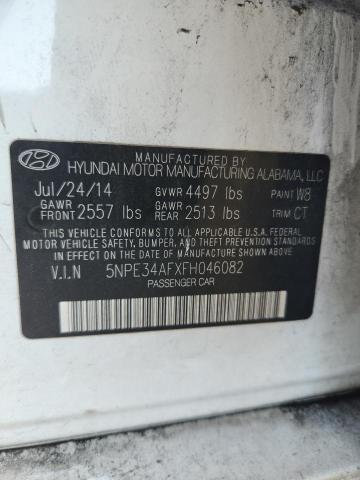 MANUFACTURED BY
HYUNDAI MOTOR MANUFACTURING ALABAMA, LLC
Jul/24/14 GVWR 4497 lbs PAINT W8
GAWR FRONT 2557 lbs GAWR REAR 2513 lbs TRIM CT
THIS VEHICLE CONFORMS TO ALL APPLICABLE U.S.A. FEDERAL
MOTOR VEHICLE SAFETY, BUMPER, AND THEFT PREVENTION STANDARDS
IN EFFECT ON THE DATE OF MANUFACTURE SHOWN ABOVE.
V.I.N 5NPE34AFXFH046082
PASSENGER CAR